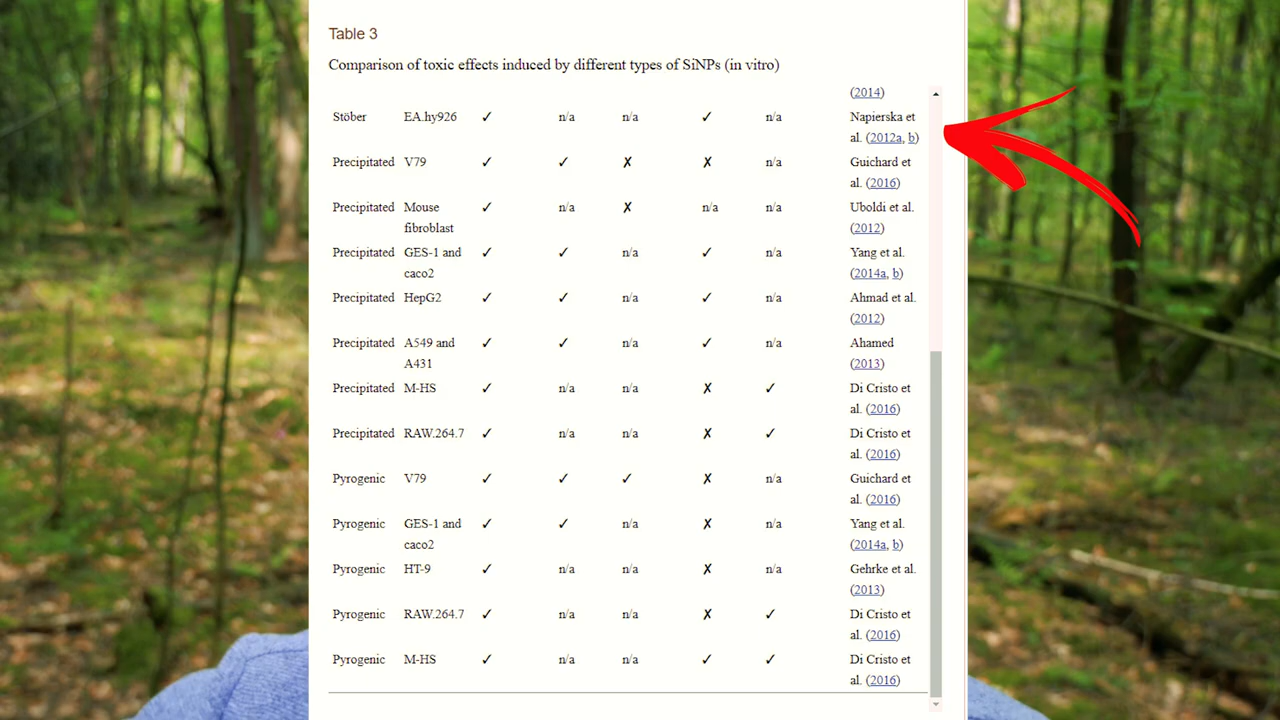 Table 3
Comparison of toxic effects induced by different types of SiNPs (in vitro)
(2014)
Stöber EA.hy926 ✓ n/a n/a ✓ n/a Napierska et
al. (2012a, b)
Precipitated V79 ✓ ✓ ✗ ✗ n/a Guichard et
al. (2016)
Precipitated Mouse ✓ n/a ✗ n/a n/a Uboldi et al.
fibroblast (2012)
Precipitated GES-1 and ✓ ✓ n/a ✓ n/a Yang et al.
caco2 (2014a, b)
Precipitated HepG2 ✓ ✓ n/a ✓ n/a Ahmad et al.
(2012)
Precipitated A549 and ✓ ✓ n/a ✓ n/a Ahamed
A431 (2013)
Precipitated M-HS ✓ n/a n/a ✗ ✓ Di Cristo et
al. (2016)
Precipitated RAW.264.7 ✓ n/a n/a ✗ ✓ Di Cristo et
al. (2016)
Pyrogenic V79 ✓ ✓ ✓ ✗ n/a Guichard et
al. (2016)
Pyrogenic GES-1 and ✓ ✓ n/a ✗ n/a Yang et al.
caco2 (2014a, b)
Pyrogenic HT-9 ✓ n/a n/a ✗ n/a Gehrke et al.
(2013)
Pyrogenic RAW.264.7 ✓ n/a n/a ✗ ✓ Di Cristo et
al. (2016)
Pyrogenic M-HS ✓ n/a n/a ✓ ✓ Di Cristo et
al. (2016)